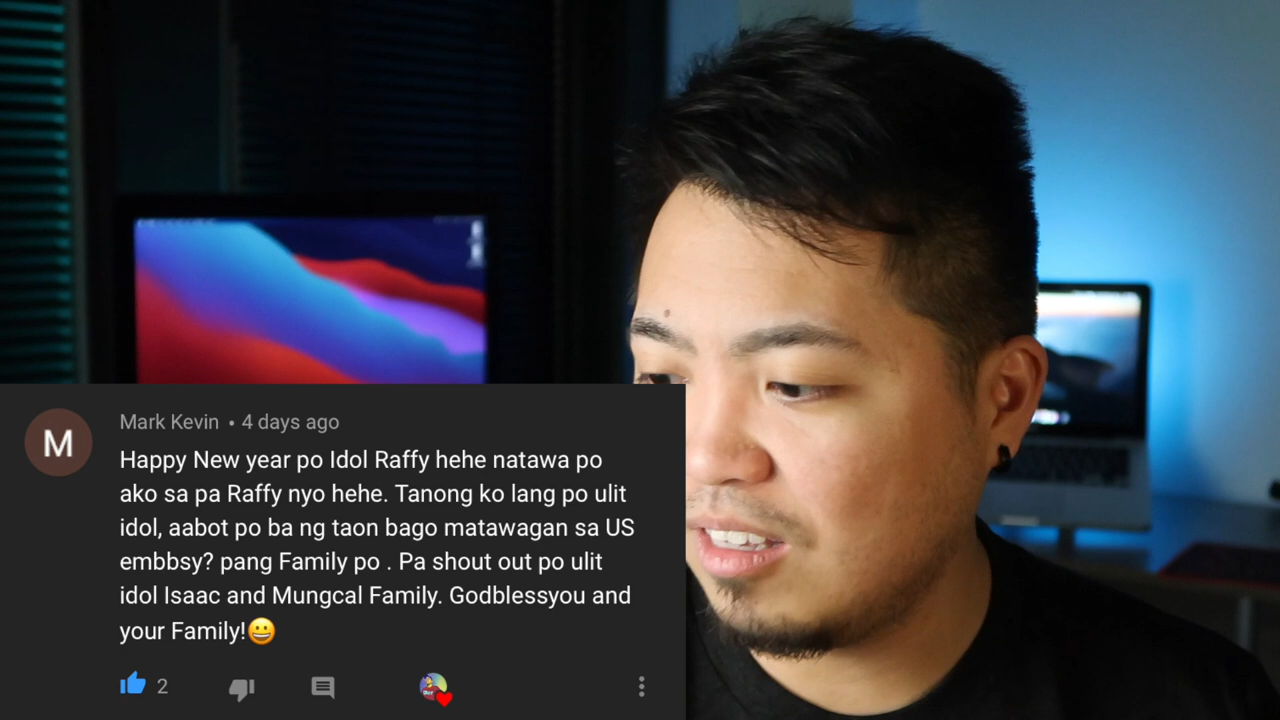 M
Mark Kevin • 4 days ago
Happy New year po Idol Raffy hehe natawa po
ako sa pa Raffy nyo hehe. Tanong ko lang po ulit
idol, aabot po ba ng taon bago matawagan sa US
embbsy? pang Family po . Pa shout out po ulit
idol Isaac and Mungcal Family. Godblessyou and
your Family!😀
2